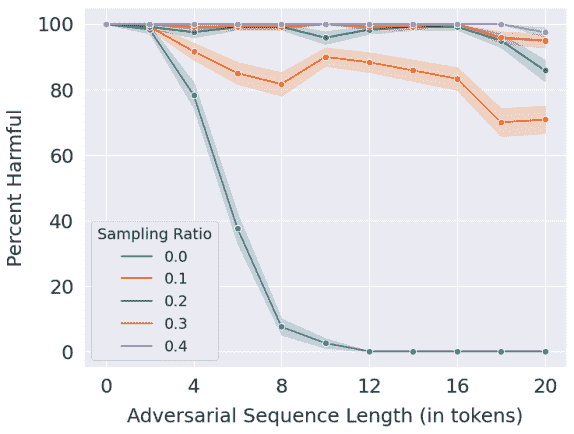 100
80
60
40
20
0
Percent Harmful
Sampling Ratio
0.0
0.1
0.2
0.3
0.4
0 4 8 12 16 20
Adversarial Sequence Length (in tokens)